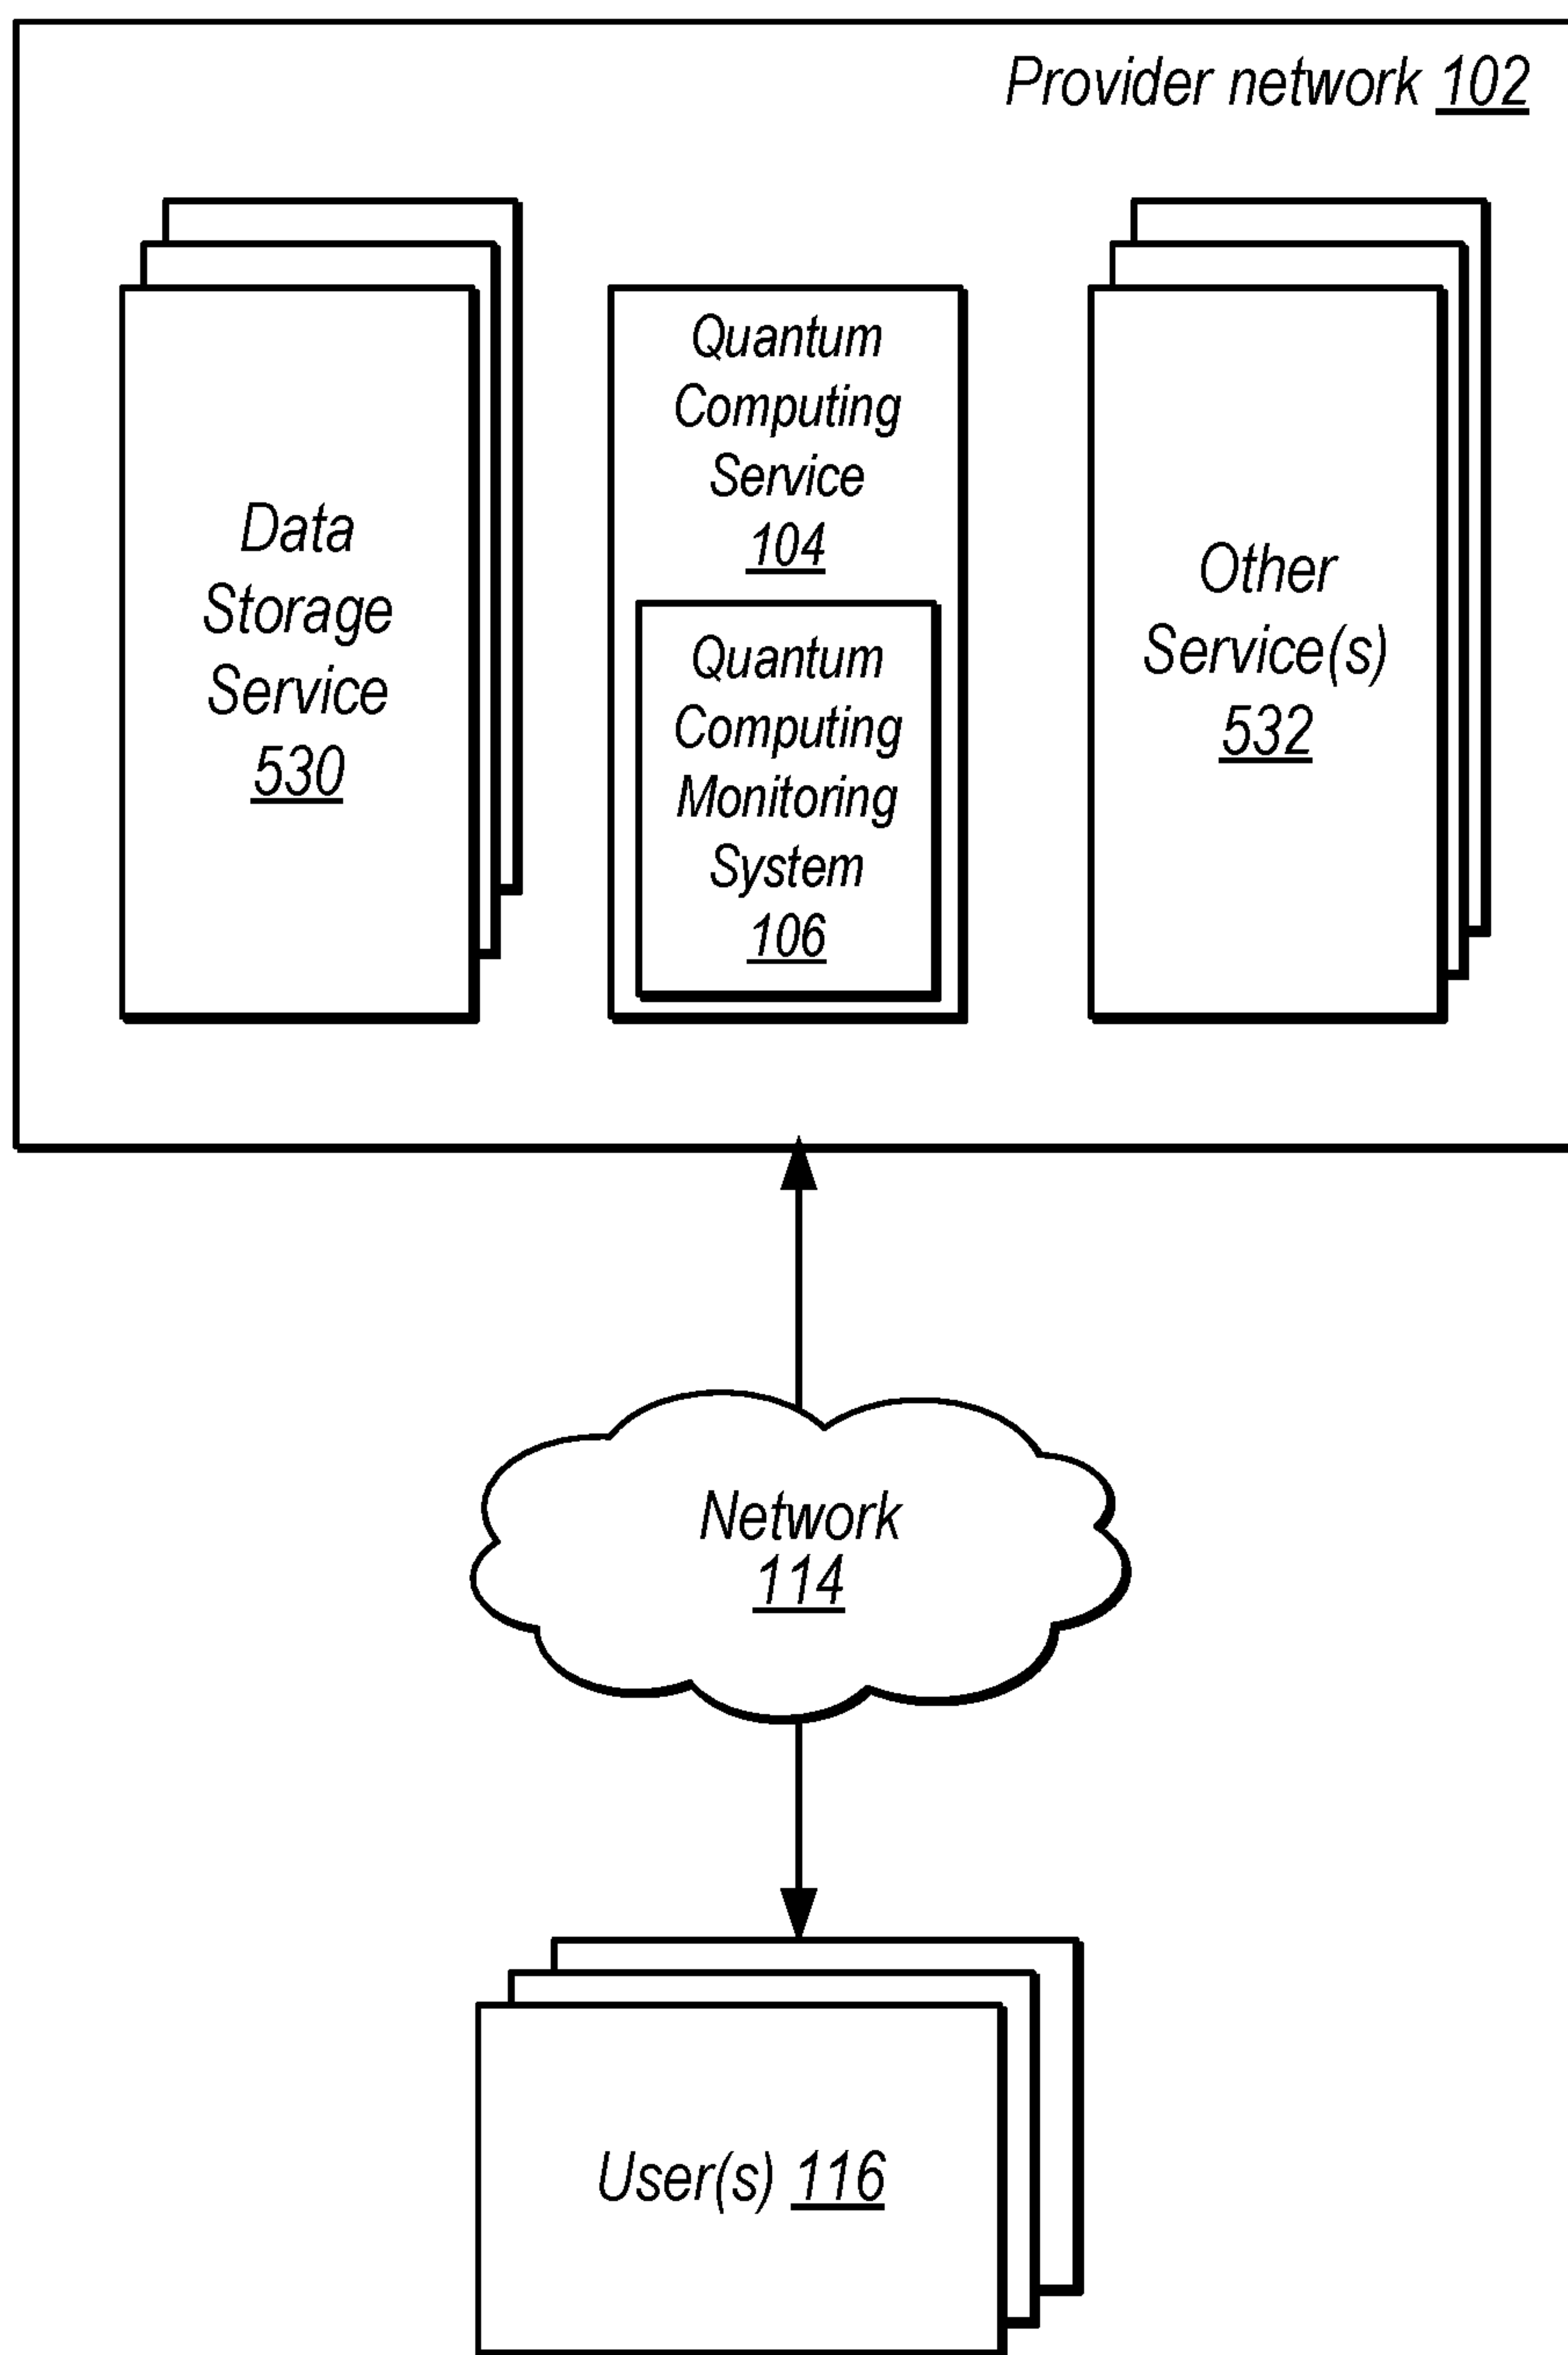 Provider network 102
Data
Storage
Service
530
Quantum
Computing
Service
104
Quantum
Computing
Monitoring
System
106
Other
Service(s)
532
Network
114
User(s) 116